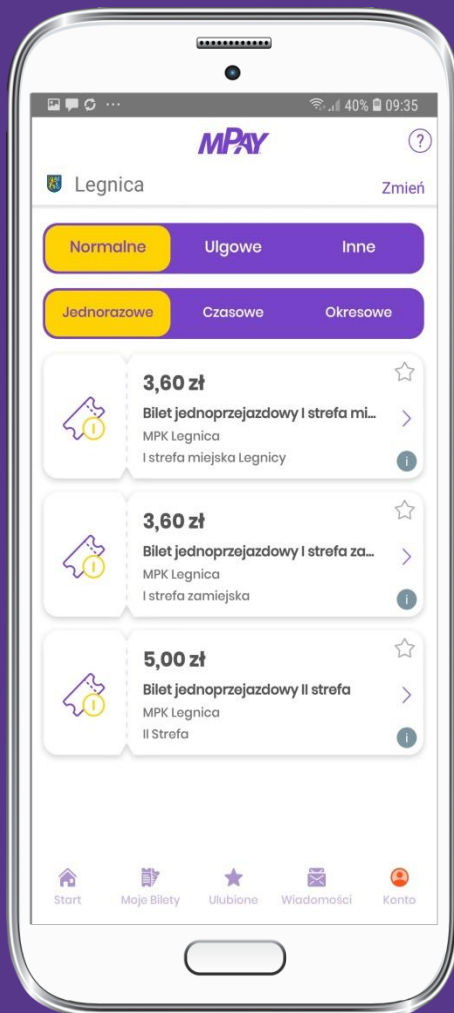 40% 09:35
mPAY
?
Legnica
Zmień
Normalne Ulgowe Inne
Jednorazowe Czasowe Okresowe
3,60 zł
Bilet jednoprzejazdowy I strefa mi...
MPK Legnica
I strefa miejska Legnicy
3,60 zł
Bilet jednoprzejazdowy I strefa za...
MPK Legnica
I strefa zamiejska
5,00 zł
Bilet jednoprzejazdowy II strefa
MPK Legnica
II Strefa
Start Moje Bilety Ulubione Wiadomości Konto